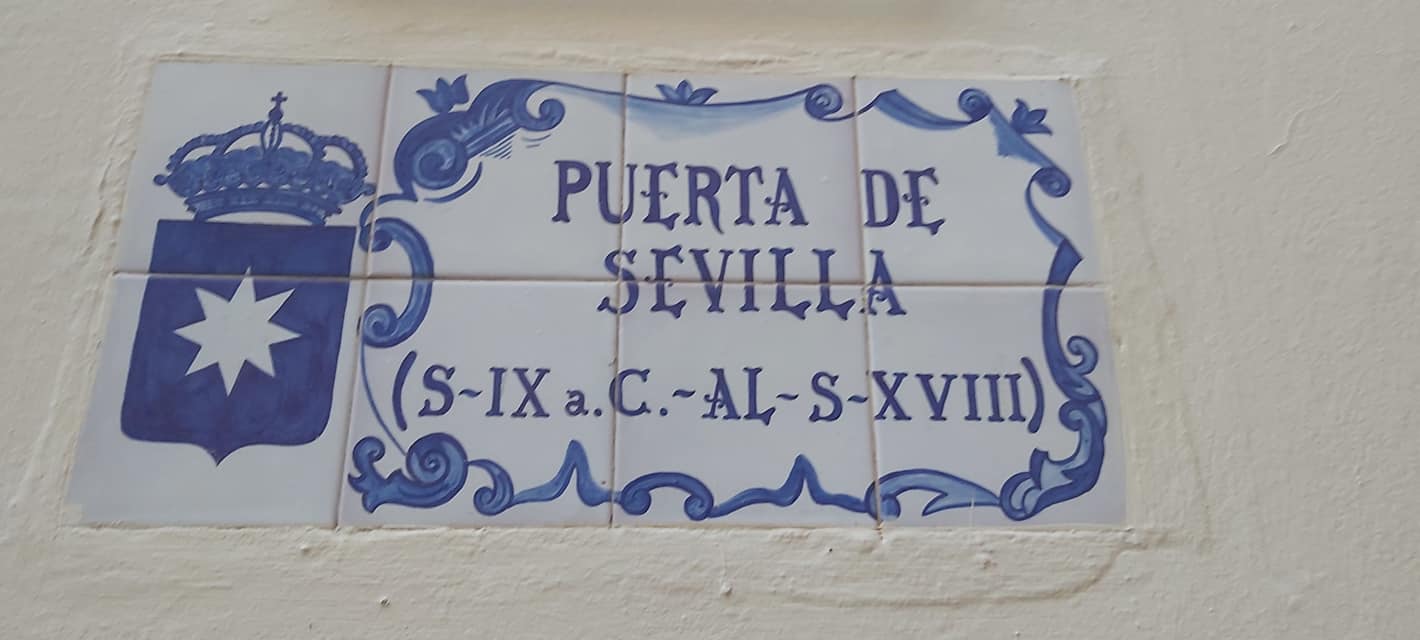 PUERTA DE
SEVILLA
(S-IX a.C.-AL-S-XVIII)